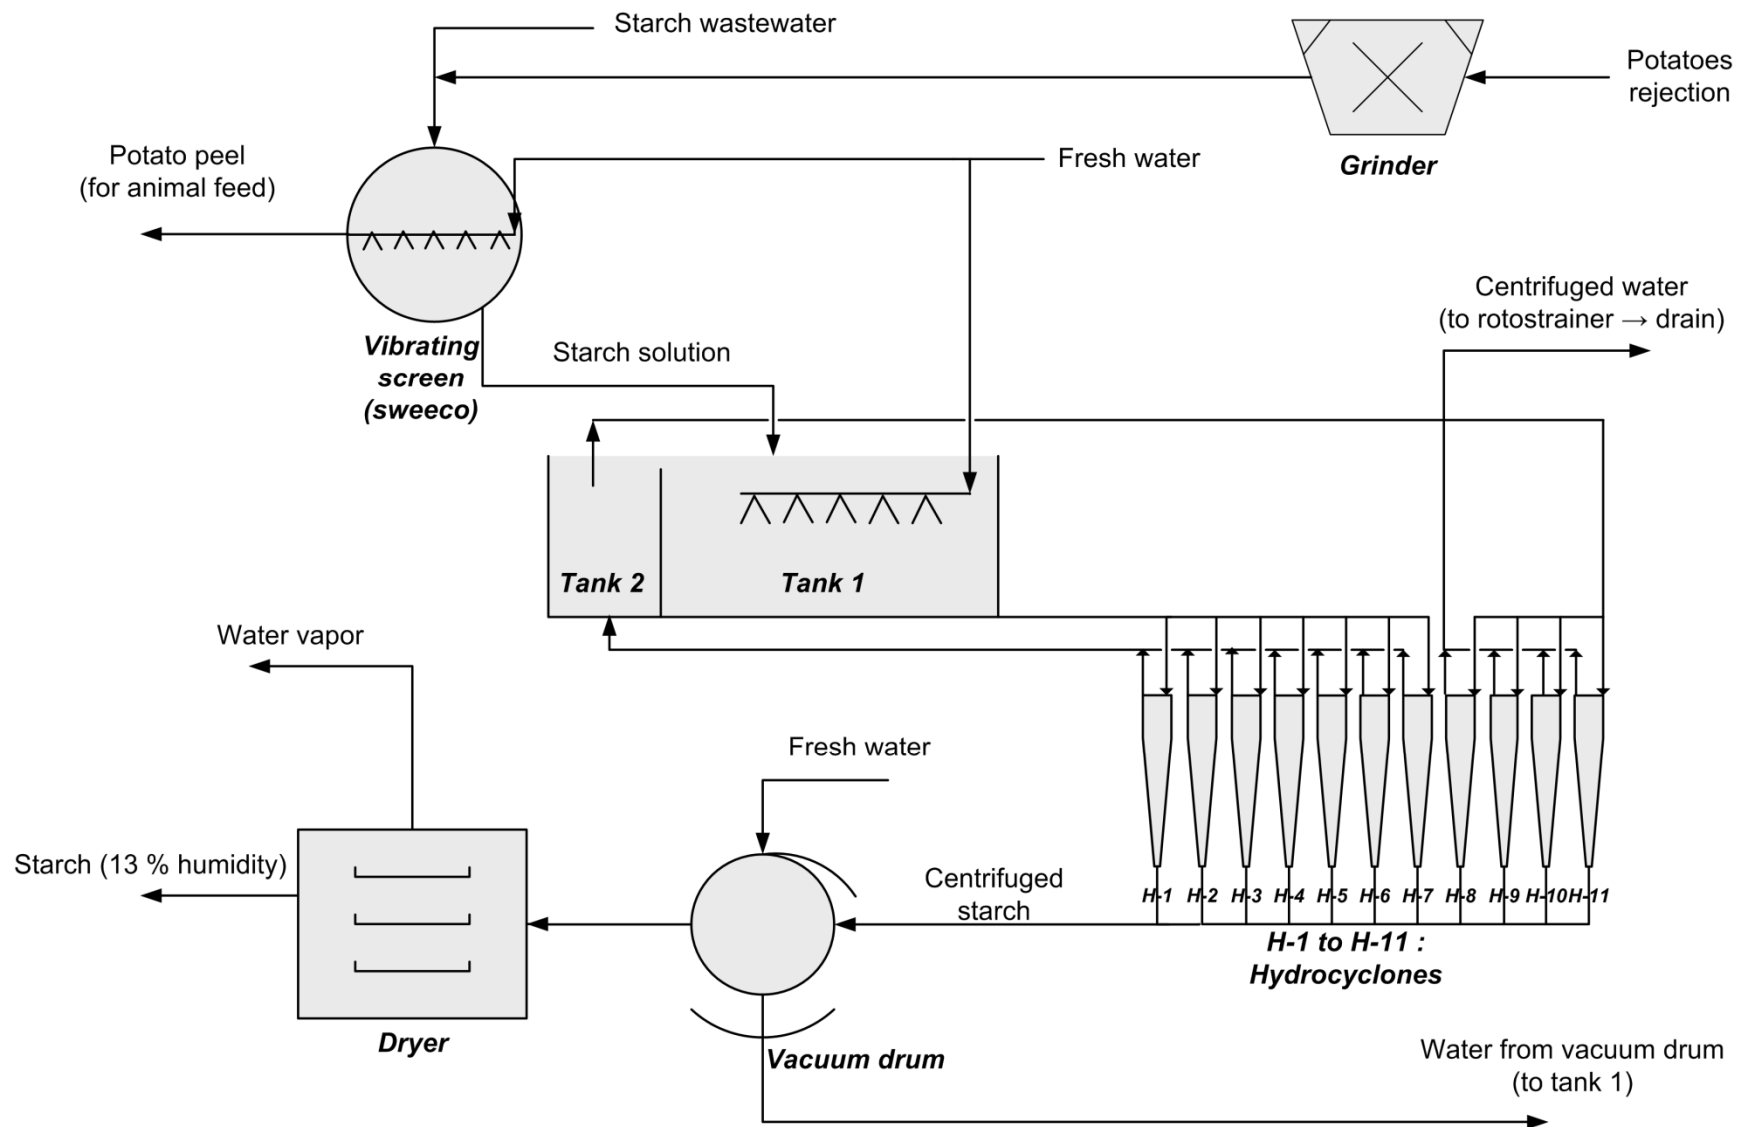 Starch wastewater
Potatoes
rejection
Grinder
Potato peel
(for animal feed)
Fresh water
Vibrating
screen
(sweeco)
Starch solution
Centrifuged water
(to rotostrainer → drain)
Tank 2
Tank 1
Water vapor
Fresh water
Starch (13 % humidity)
Centrifuged
starch
H-1
H-2
H-3
H-4
H-5
H-6
H-7
H-8
H-9
H-10
H-11
H-1 to H-11 :
Hydrocyclones
Dryer
Vacuum drum
Water from vacuum drum
(to tank 1)